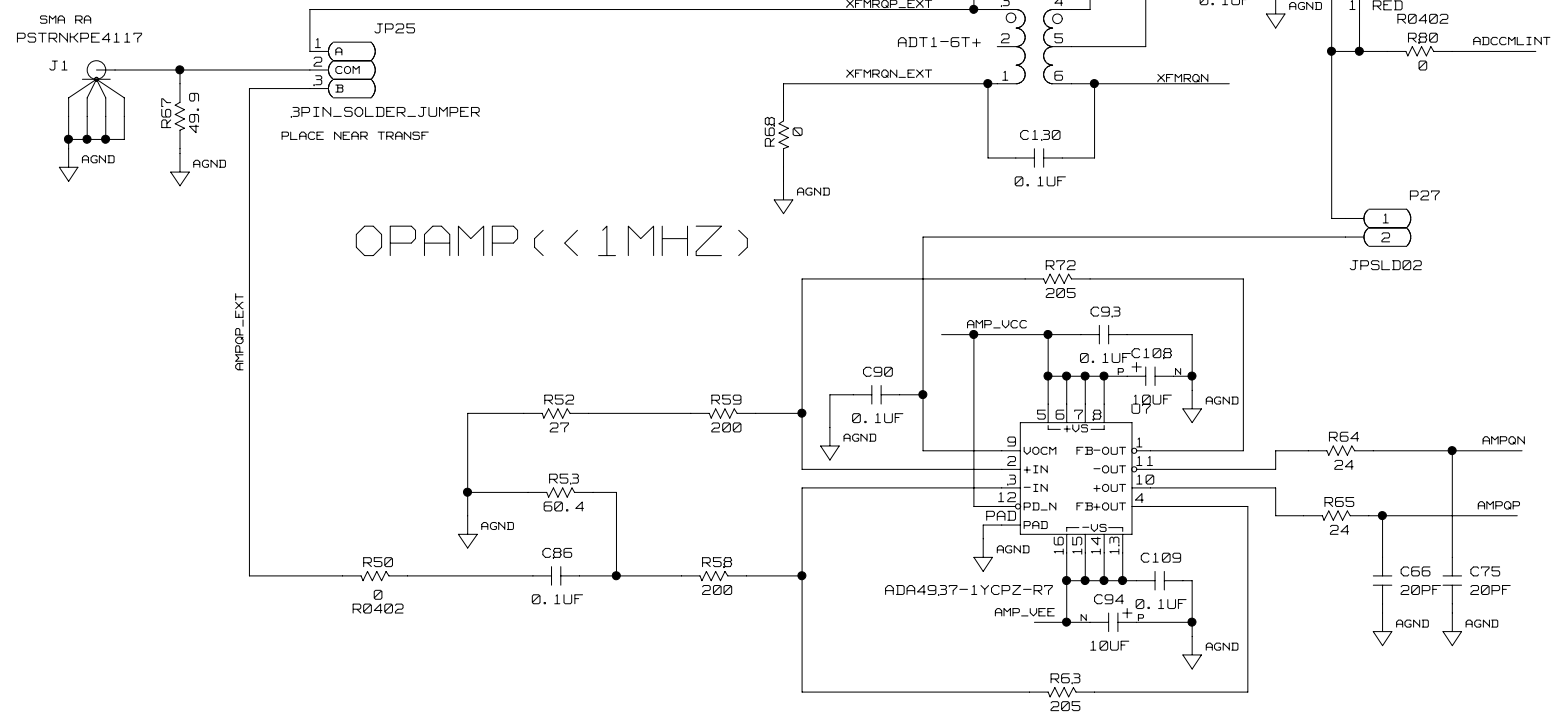 SMA RA
PSTRNKPE4117
J1
R67
49.9
AGND
AGND
JP25
1
A
2
COM
3
B
3PIN_SOLDER_JUMPER
PLACE NEAR TRANSF
XFMRQP_EXT
3
4
ADT1-6T+
2
5
XFMRQN_EXT
1
6
XFMRQN
R68
0
AGND
C130
0.1UF
0.1UF
AGND
1
RED
R0402
R80
0
ADCCMLINT
P27
1
2
JPSLD02
OPAMP(<1MHZ)
AMPQP_EXT
R72
205
AMP_VCC
C93
0.1UF
C108
P
+
N
10UF
AGND
C90
0.1UF
AGND
R52
27
R59
200
R53
60.4
AGND
R50
0
R0402
C86
0.1UF
R58
200
5
6
7
8
+VS
9
VOCM
FB-OUT
1
2
+IN
-OUT
11
3
-IN
+OUT
10
12
PD_N
FB+OUT
4
PAD
PAD
-VS
16
15
14
13
AGND
ADA4937-1YCPZ-R7
AMP_VEE
C109
0.1UF
C94
N
+
P
10UF
AGND
R63
205
R64
24
AMPQN
R65
24
AMPQP
C66
20PF
C75
20PF
AGND
AGND